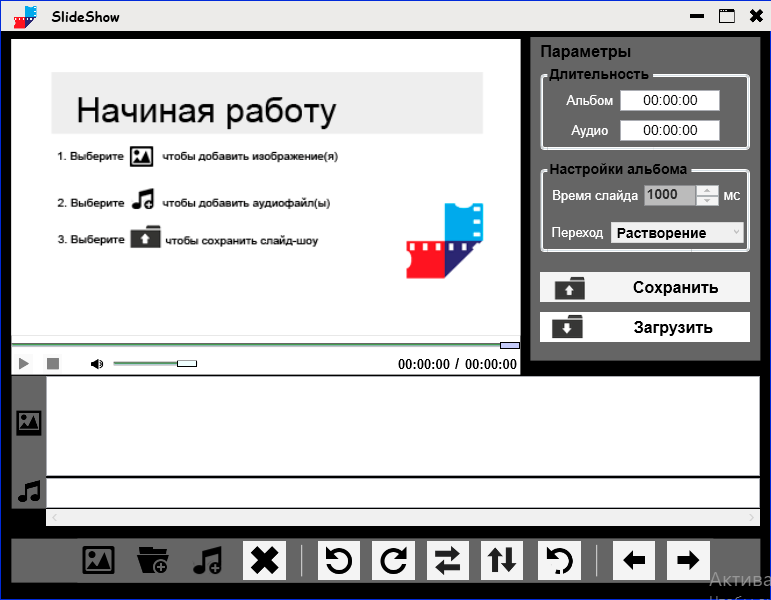 SlideShow
Начиная работу
1. Выберите чтобы добавить изображение(я)
2. Выберите чтобы добавить аудиофайл(ы)
3. Выберите чтобы сохранить слайд-шоу
00:00:00 / 00:00:00
Параметры
Длительность
Альбом 00:00:00
Аудио 00:00:00
Настройки альбома
Время слайда 1000 мс
Переход Растворение
Сохранить
Загрузить
Актива